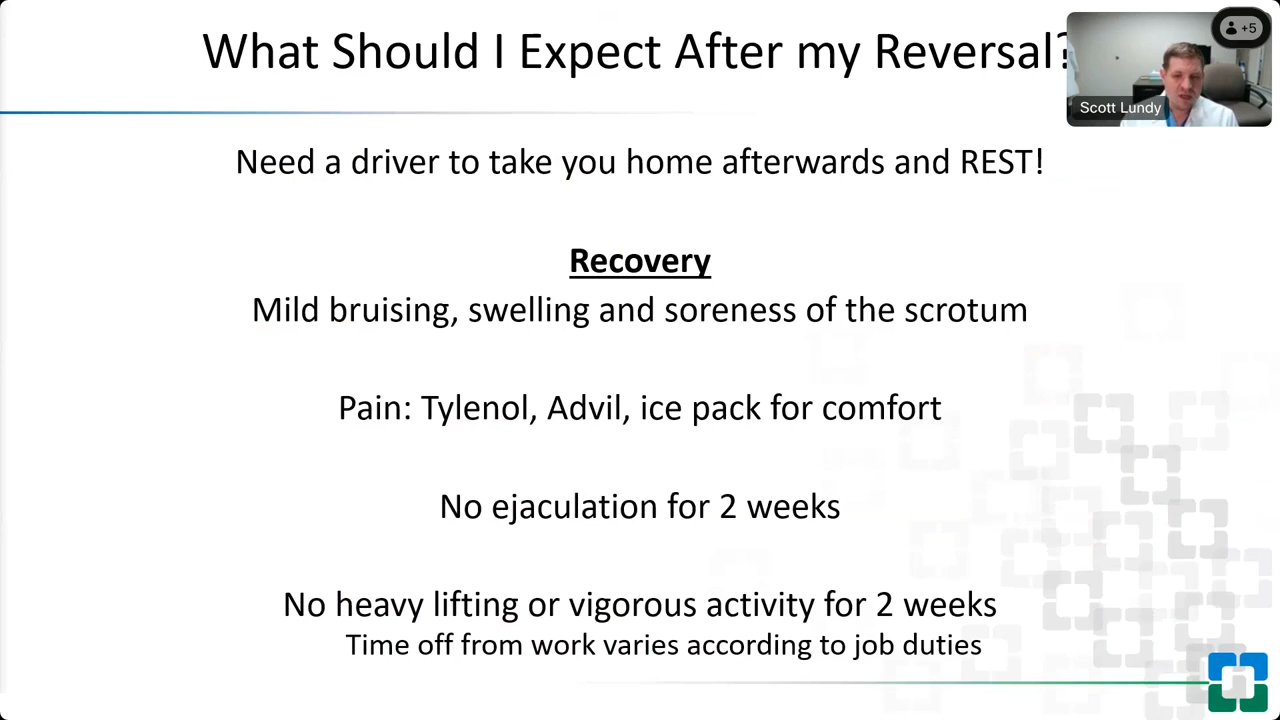 What Should I Expect After my Reversal?
+5
Scott Lundy
Need a driver to take you home afterwards and REST!
Recovery
Mild bruising, swelling and soreness of the scrotum
Pain: Tylenol, Advil, ice pack for comfort
No ejaculation for 2 weeks
No heavy lifting or vigorous activity for 2 weeks
Time off from work varies according to job duties